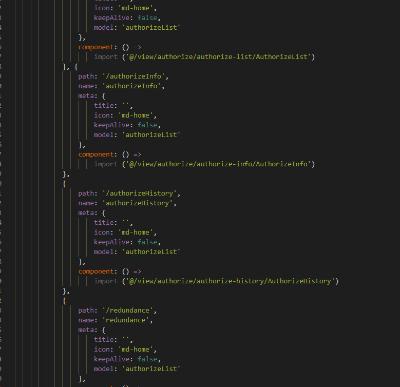 icon: 'md-home',
keepAlive: false,
model: 'authorizeList'
},
component: () =>
import ('@/view/authorize/authorize-list/AuthorizeList')
}, {
path: '/authorizeInfo',
name: 'authorizeInfo',
meta: {
title: '',
icon: 'md-home',
keepAlive: false,
model: 'authorizeList'
},
component: () =>
import ('@/view/authorize/authorize-info/AuthorizeInfo')
},
{
path: '/authorizeHistory',
name: 'authorizeHistory',
meta: {
title: '',
icon: 'md-home',
keepAlive: false,
model: 'authorizeList'
},
component: () =>
import ('@/view/authorize/authorize-history/AuthorizeHistory')
},
{
path: '/redundance',
name: 'redundance',
meta: {
title: '',
icon: 'md-home',
keepAlive: false,
model: 'authorizeList'
},